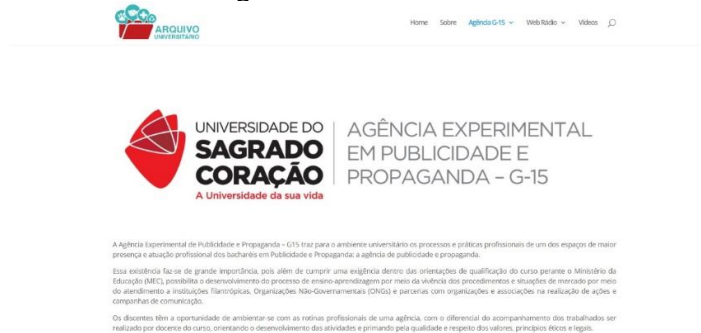 ARQUIVO
UNIVERSITÁRIO
Home Sobre Agência G-15 Web Rádio Vídeos
UNIVERSIDADE DO
SAGRADO
CORAÇÃO
A Universidade da sua vida
AGÊNCIA EXPERIMENTAL
EM PUBLICIDADE E
PROPAGANDA – G-15
A Agência Experimental de Publicidade e Propaganda – G15 traz para o ambiente universitário os processos e práticas profissionais de um dos espaços de maior
presença e atuação profissional dos bacharéis em Publicidade e Propaganda: a agência de publicidade e propaganda.
Essa existência faz-se de grande importância, pois além de cumprir uma exigência dentro das orientações de qualificação do curso perante o Ministério da
Educação (MEC), possibilita o desenvolvimento do processo de ensino-aprendizagem por meio da vivência dos procedimentos e situações de mercado por meio
do atendimento a instituições filantrópicas, Organizações Não-Governamentais (ONGs) e parcerias com organizações e associações na realização de ações e
campanhas de comunicação.
Os discentes têm a oportunidade de ambientar-se com as rotinas profissionais de uma agência, com o diferencial do acompanhamento dos trabalhados ser
realizado por docente do curso, orientando o desenvolvimento das atividades e primando pela qualidade e respeito dos valores, princípios éticos e legais.